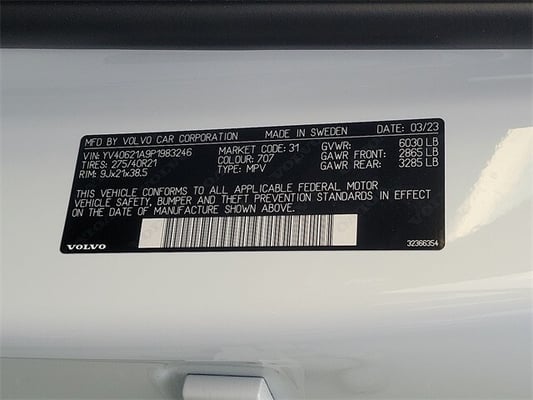 MFD BY VOLVO CAR CORPORATION MADE IN SWEDEN DATE: 03/23
VIN: YV40621A9P1983246 MARKET CODE: 31 GVWR: 6030 LB
TIRES: 275/40R21 COLOUR: 707 GAWR FRONT: 2865 LB
RIM: 9Jx21x38.5 TYPE: MPV GAWR REAR: 3285 LB
THIS VEHICLE CONFORMS TO ALL APPLICABLE FEDERAL MOTOR
VEHICLE SAFETY, BUMPER AND THEFT PREVENTION STANDARDS IN EFFECT
ON THE DATE OF MANUFACTURE SHOWN ABOVE.
VOLVO 32366354